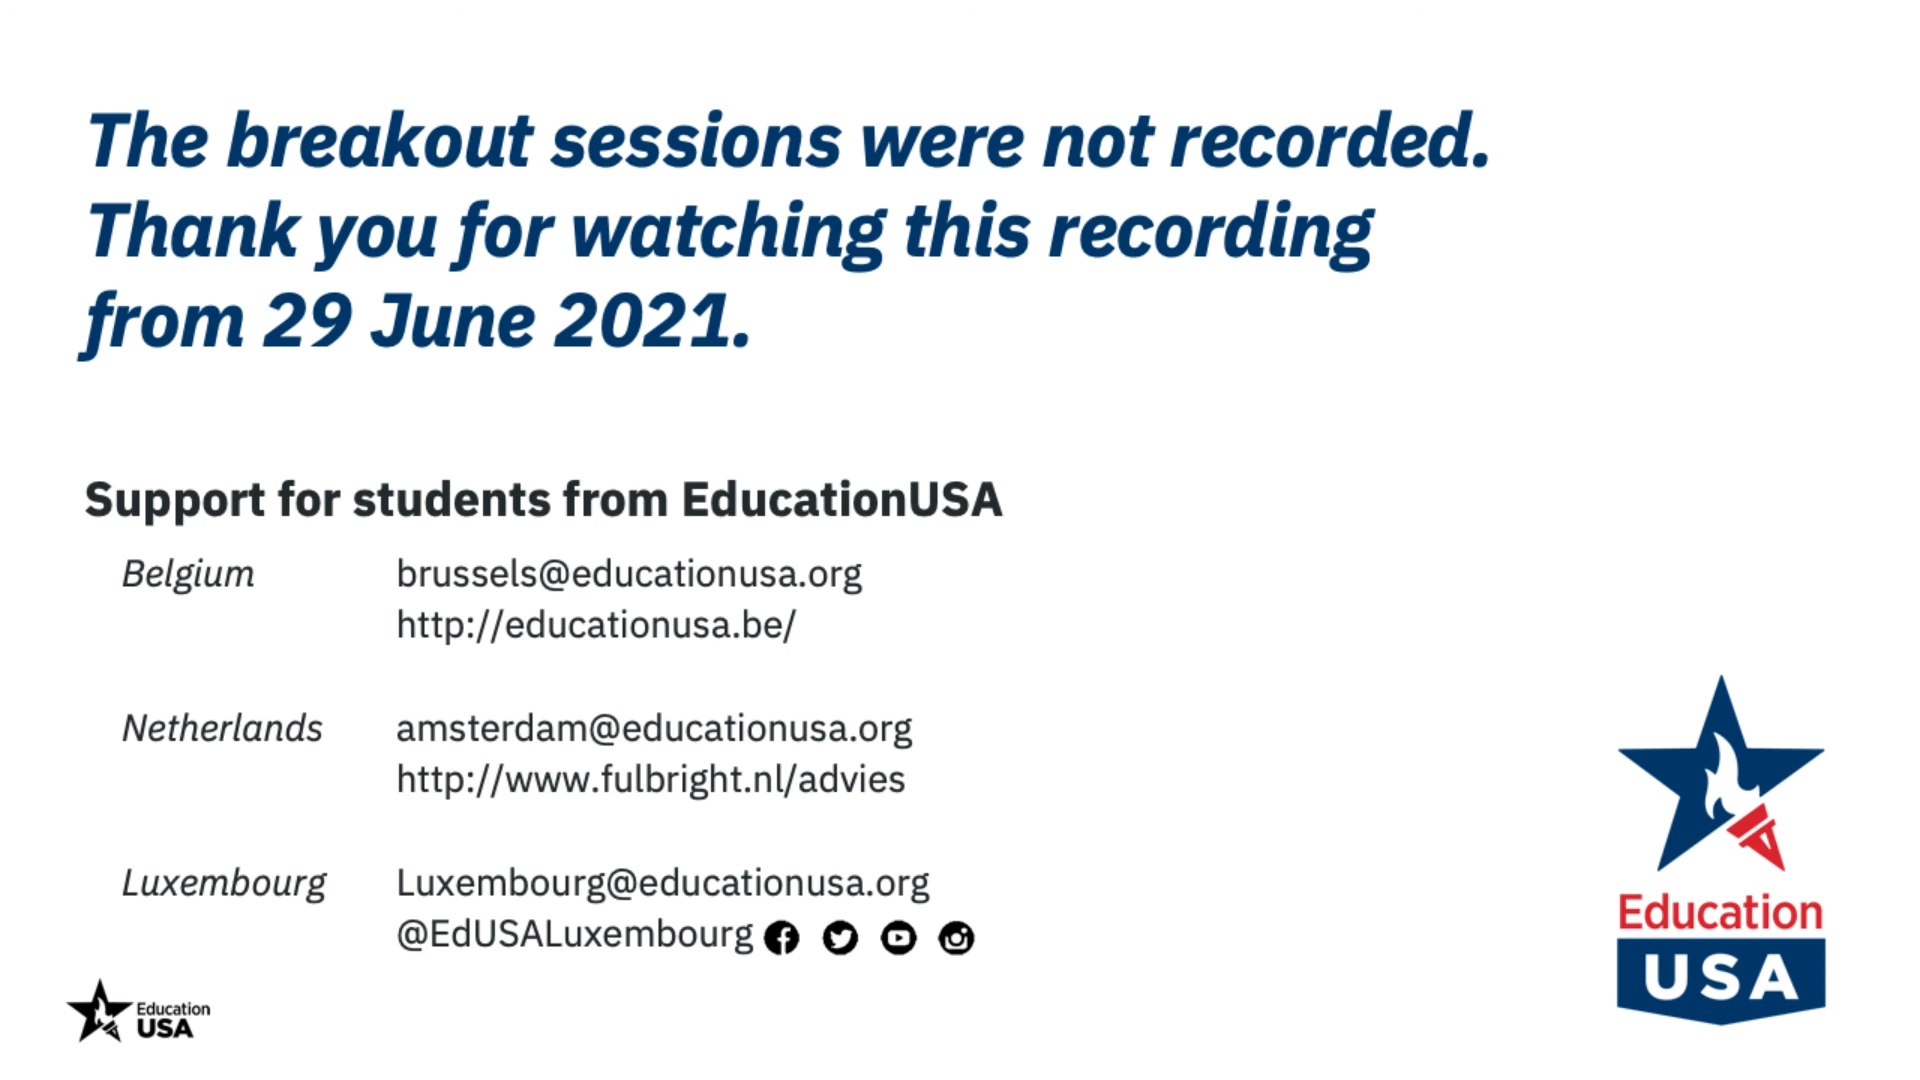 The breakout sessions were not recorded.
Thank you for watching this recording
from 29 June 2021.
Support for students from EducationUSA
Belgium brussels@educationusa.org
http://educationusa.be/
Netherlands amsterdam@educationusa.org
http://www.fulbright.nl/advies
Luxembourg Luxembourg@educationusa.org
@EdUSALuxembourg
Education
USA
Education
USA